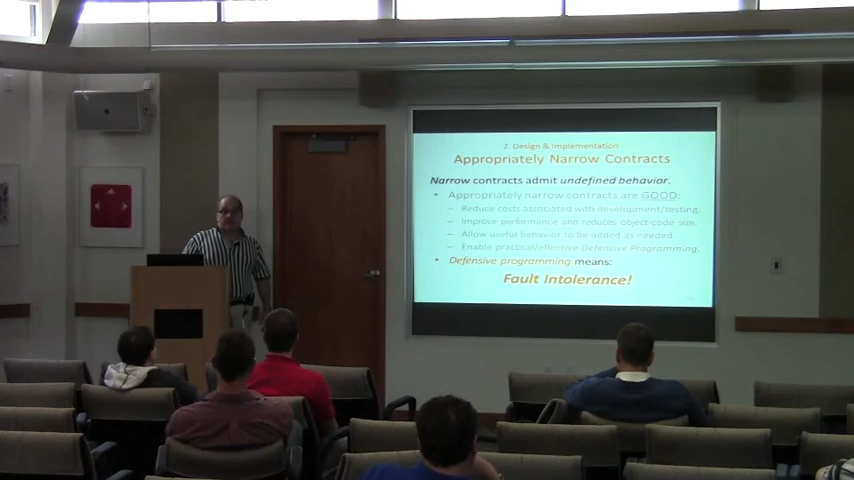 2. Design & Implementation
Appropriately Narrow Contracts
Narrow contracts admit undefined behavior.
• Appropriately narrow contracts are GOOD:
– Reduce costs associated with development/testing.
– Improve performance and reduces object-code size.
– Allow useful behavior to be added as needed.
– Enable practical/effective Defensive Programming.
• Defensive programming means:
Fault Intolerance!